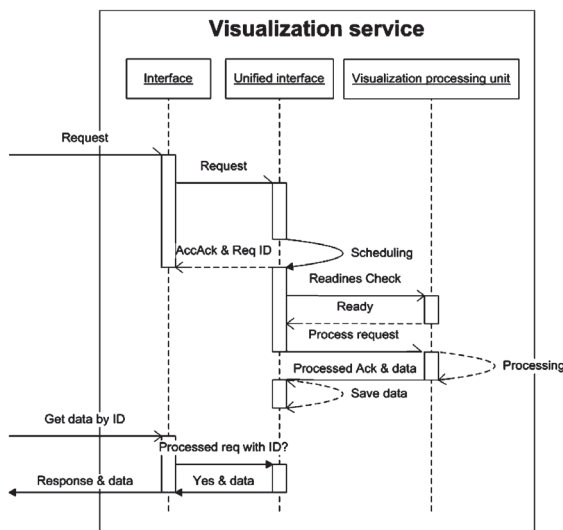 Visualization service
Interface
Unified interface
Visualization processing unit
Request
Request
AccAck & Req ID
Scheduling
Readines Check
Ready
Process request
Processed Ack & data
Processing
Save data
Get data by ID
Processed req with ID?
Response & data
Yes & data